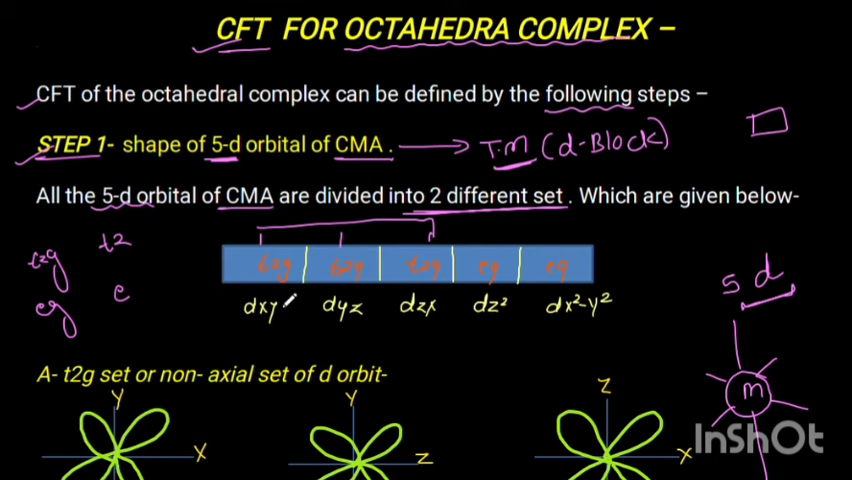 CFT FOR OCTAHEDRA COMPLEX –
CFT of the octahedral complex can be defined by the following steps –
STEP 1- shape of 5-d orbital of CMA . T.M (d-Block)
All the 5-d orbital of CMA are divided into 2 different set . Which are given below-
t2g t2
eg e
t2g t2g t2g eg eg
dxy dyz dzx dz² dx²-y²
5 d
A- t2g set or non- axial set of d orbit-
Y Y Z
X Z X
M
InShOt